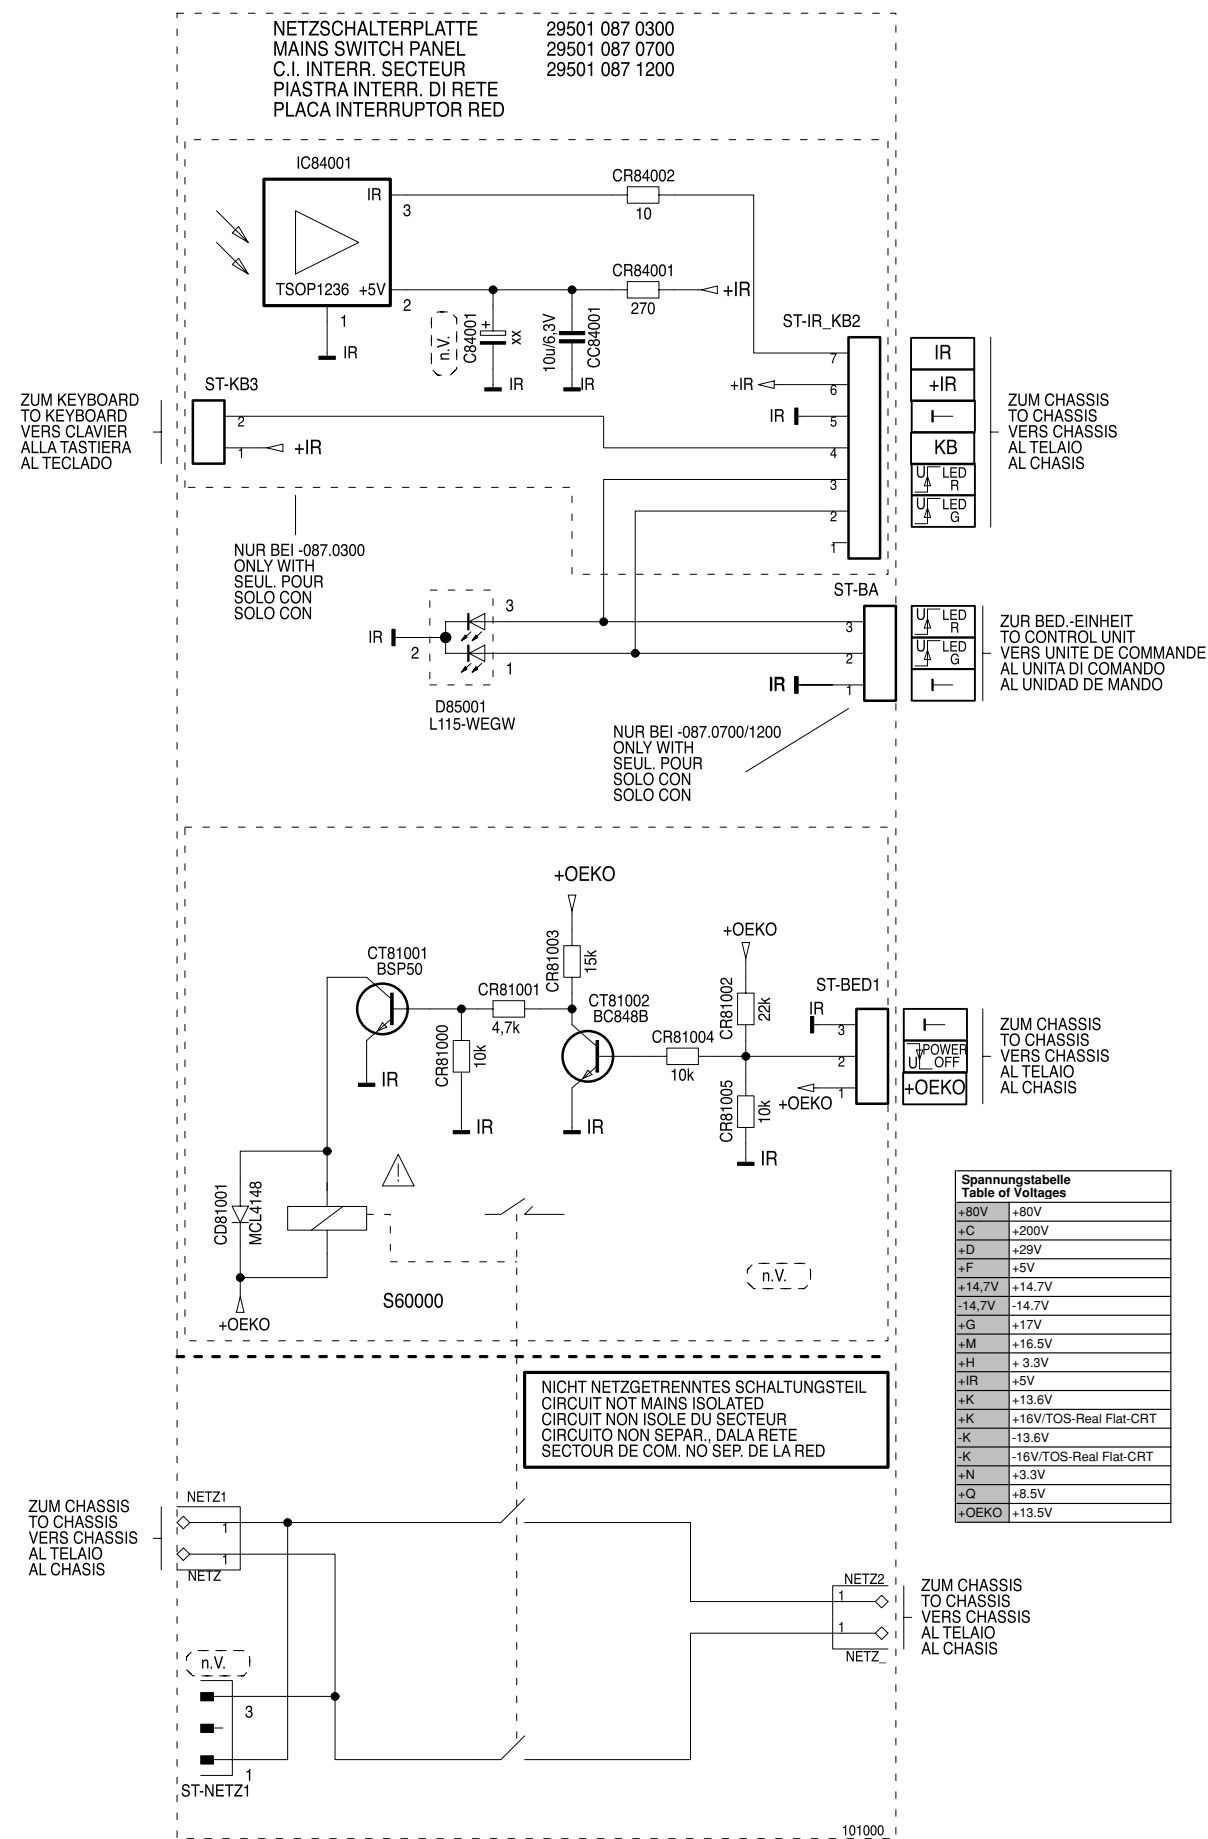 NETZSCHALTERPLATTE 29501 087 0300
MAINS SWITCH PANEL 29501 087 0700
C.I. INTERR. SECTEUR 29501 087 1200
PIASTRA INTERR. DI RETE
PLACA INTERRUPTOR RED
IC84001
IR
3
TSOP1236 +5V
2
1
IR
CR84002
10
CR84001
270
+IR
n.V.
C84001
+
xx
IR
10u/6,3V
CC84001
IR
ST-IR_KB2
7
+IR 6
IR 5
4
3
2
1
IR
+IR
KB
U LED
R
U LED
G
ZUM CHASSIS
TO CHASSIS
VERS CHASSIS
AL TELAIO
AL CHASIS
ST-KB3
2
1
+IR
ZUM KEYBOARD
TO KEYBOARD
VERS CLAVIER
ALLA TASTIERA
AL TECLADO
NUR BEI -087.0300
ONLY WITH
SEUL. POUR
SOLO CON
SOLO CON
IR
2
3
1
D85001
L115-WEGW
ST-BA
3
2
IR 1
U LED
R
U LED
G
ZUR BED.-EINHEIT
TO CONTROL UNIT
VERS UNITE DE COMMANDE
AL UNITA DI COMANDO
AL UNIDAD DE MANDO
NUR BEI -087.0700/1200
ONLY WITH
SEUL. POUR
SOLO CON
SOLO CON
+OEKO
CR81003
15k
+OEKO
CR81002
22k
CT81001
BSP50
IR
CR81001
4,7k
CR81000
10k
IR
CT81002
BC848B
IR
CR81004
10k
CR81005
10k
IR
ST-BED1
IR
3
2
1
+OEKO
POWER
U OFF
+OEKO
ZUM CHASSIS
TO CHASSIS
VERS CHASSIS
AL TELAIO
AL CHASIS
CD81001
MCL4148
!
+OEKO
S60000
n.V.
Spannungstabelle
Table of Voltages
+80V +80V
+C +200V
+D +29V
+F +5V
+14,7V +14.7V
-14,7V -14.7V
+G +17V
+M +16.5V
+H + 3.3V
+IR +5V
+K +13.6V
+K +16V/TOS-Real Flat-CRT
-K -13.6V
-K -16V/TOS-Real Flat-CRT
+N +3.3V
+Q +8.5V
+OEKO +13.5V
NICHT NETZGETRENNTES SCHALTUNGSTEIL
CIRCUIT NOT MAINS ISOLATED
CIRCUIT NON ISOLE DU SECTEUR
CIRCUITO NON SEPAR., DALA RETE
SECTOUR DE COM. NO SEP. DE LA RED
ZUM CHASSIS
TO CHASSIS
VERS CHASSIS
AL TELAIO
AL CHASIS
NETZ1
1
1
NETZ
NETZ2
1
1
NETZ_
ZUM CHASSIS
TO CHASSIS
VERS CHASSIS
AL TELAIO
AL CHASIS
n.V.
3
1
ST-NETZ1
101000